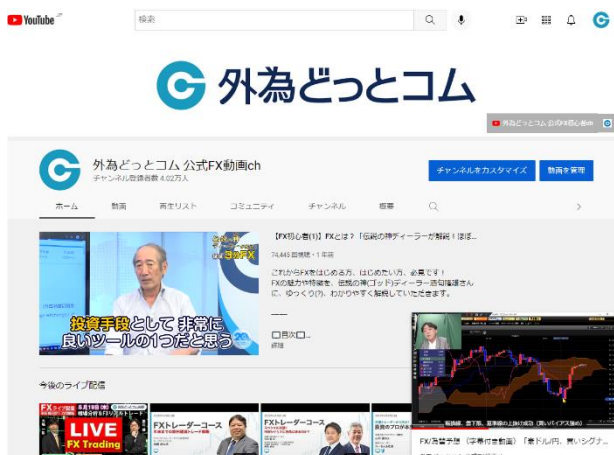 YouTube JP
検索
外為どっとコム
外為どっとコム 公式FX初心者ch
外為どっとコム 公式FX動画ch
チャンネル登録者数 4.02万人
チャンネルをカスタマイズ
動画を管理
ホーム
動画
再生リスト
コミュニティ
チャンネル
概要
【FX初心者(1)】FXとは？「伝説の神ディーラーが解説！ほぼ...
74,445 回視聴・1 年前
これからFXをはじめる方、はじめたい方、必見です！
FXの魅力や特徴を、伝説の神(ゴッド)ディーラー酒匂隆雄さん
に、ゆっくり(?)、わかりやすく解説していただきます。
投資手段として 非常に
良いツールの1つだと思う
目次
詳細
今後のライブ配信
LIVE
FX Trading
FXトレードコース
FXトレードコース
FX/為替予想 （字幕付き動画）「豪ドル/円、買いシグナ...